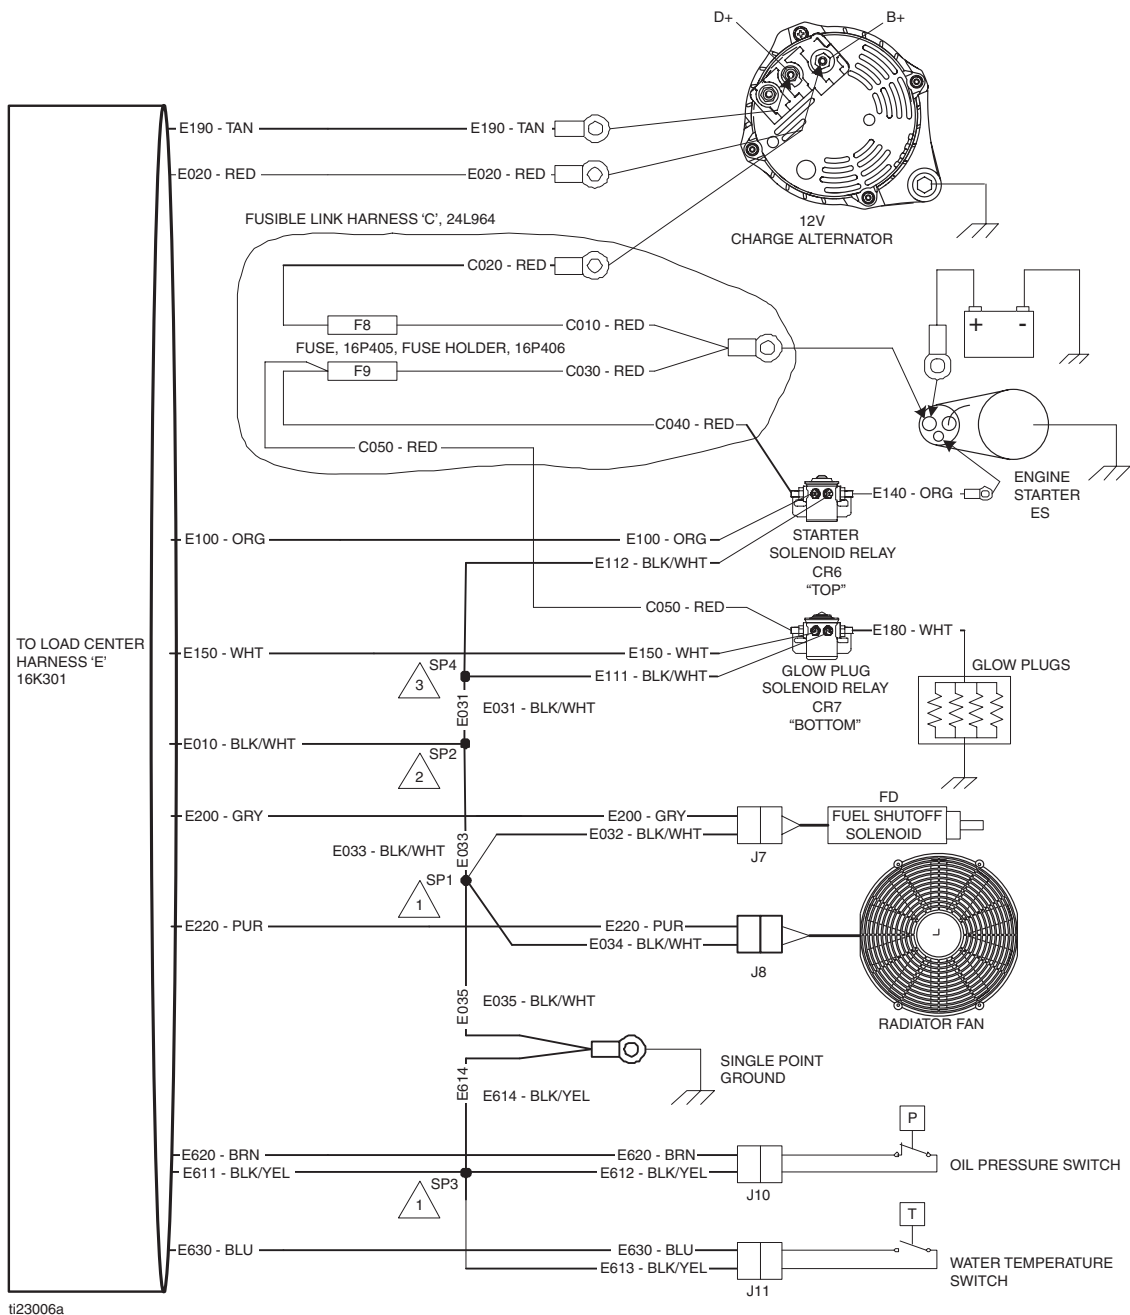 D+
B+
E190 - TAN
E190 - TAN
E020 - RED
E020 - RED
12V
CHARGE ALTERNATOR
FUSIBLE LINK HARNESS ‘C’, 24L964
C020 - RED
F8
C010 - RED
FUSE, 16P405, FUSE HOLDER, 16P406
F9
C030 - RED
+
-
C040 - RED
C050 - RED
ENGINE
STARTER
ES
E140 - ORG
STARTER
SOLENOID RELAY
CR6
“TOP”
E100 - ORG
E100 - ORG
E112 - BLK/WHT
C050 - RED
E180 - WHT
TO LOAD CENTER
HARNESS ‘E’
16K301
E150 - WHT
E150 - WHT
SP4
3
E111 - BLK/WHT
GLOW PLUG
SOLENOID RELAY
CR7
“BOTTOM”
GLOW PLUGS
E031
E031 - BLK/WHT
E010 - BLK/WHT
SP2
2
E200 - GRY
E200 - GRY
E032 - BLK/WHT
J7
FD
FUEL SHUTOFF
SOLENOID
E033
E033 - BLK/WHT
SP1
1
E220 - PUR
E220 - PUR
E034 - BLK/WHT
J8
RADIATOR FAN
E035
E035 - BLK/WHT
SINGLE POINT
GROUND
E614
E614 - BLK/YEL
P
E620 - BRN
E620 - BRN
E611 - BLK/YEL
E612 - BLK/YEL
J10
OIL PRESSURE SWITCH
SP3
1
T
E630 - BLU
E630 - BLU
E613 - BLK/YEL
J11
WATER TEMPERATURE
SWITCH
ti23006a